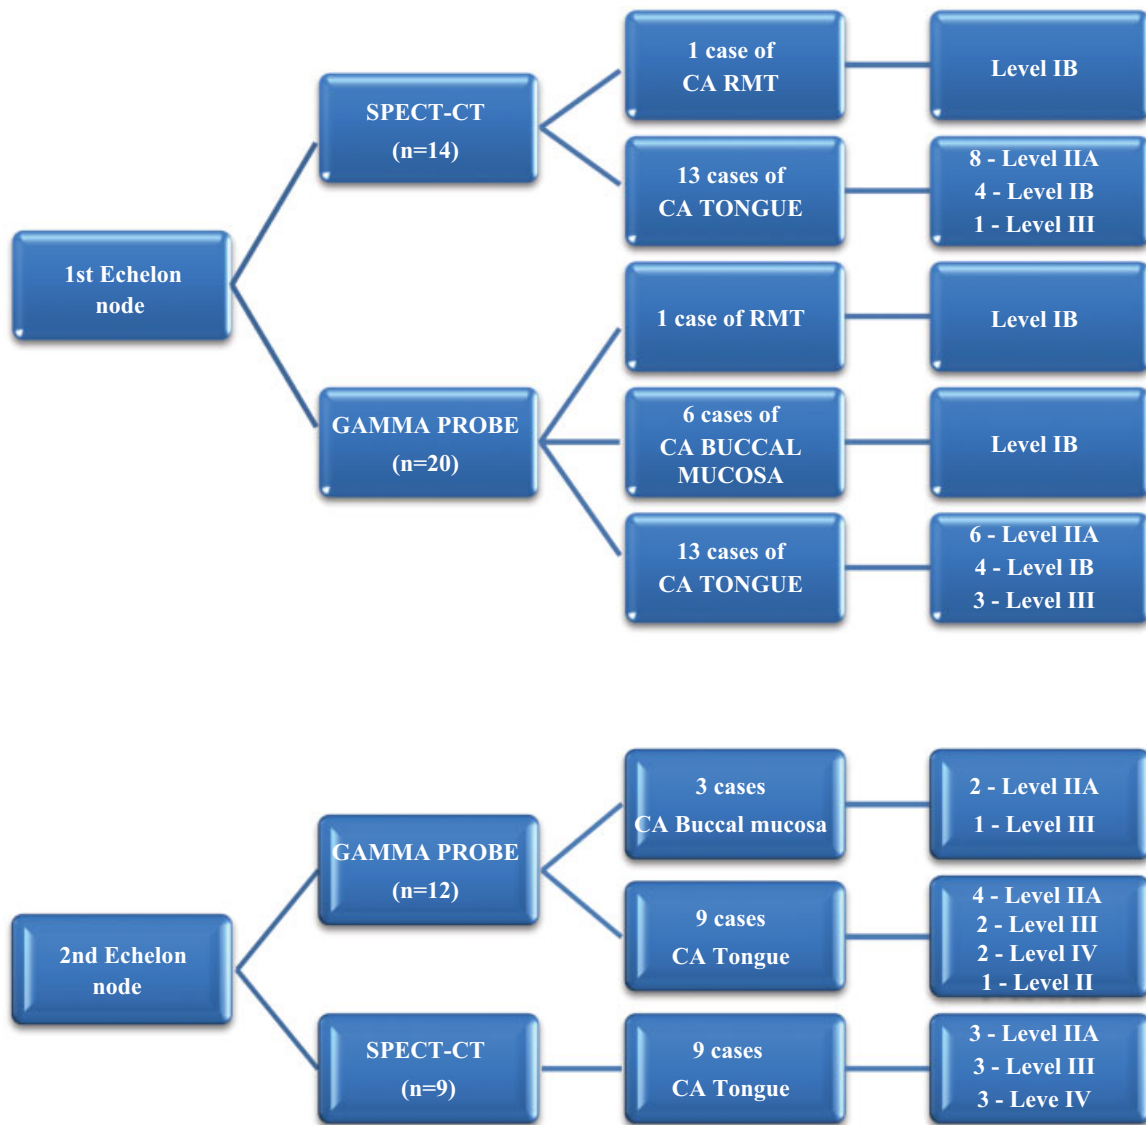 1st Echelon
node
SPECT-CT
(n=14)
1 case of
CA RMT
Level IB
13 cases of
CA TONGUE
8 - Level IIA
4 - Level IB
1 - Level III
GAMMA PROBE
(n=20)
1 case of RMT
Level IB
6 cases of
CA BUCCAL
MUCOSA
Level IB
13 cases of
CA TONGUE
6 - Level IIA
4 - Level IB
3 - Level III
2nd Echelon
node
GAMMA PROBE
(n=12)
3 cases
CA Buccal mucosa
2 - Level IIA
1 - Level III
9 cases
CA Tongue
4 - Level IIA
2 - Level III
2 - Level IV
1 - Level II
SPECT-CT
(n=9)
9 cases
CA Tongue
3 - Level IIA
3 - Level III
3 - Leve IV